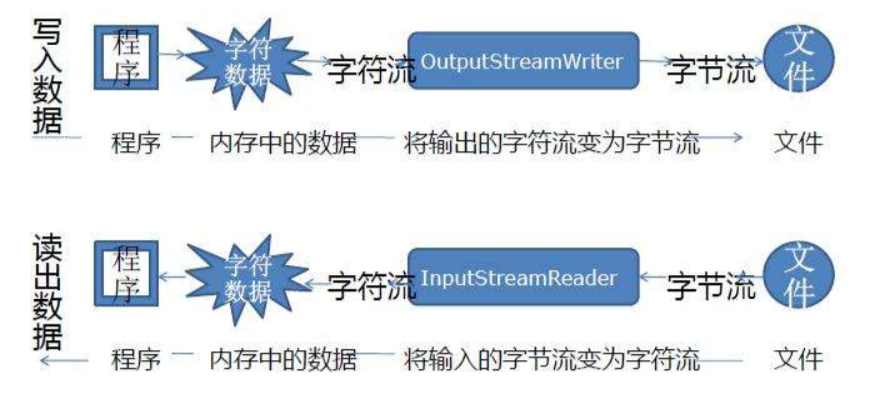 写入数据
程序
字符数据
字符流
OutputStreamWriter
字节流
文件
程序
内存中的数据
将输出的字符流变为字节流
文件
读出数据
程序
字符数据
字符流
InputStreamReader
字节流
文件
程序
内存中的数据
将输入的字节流变为字符流
文件